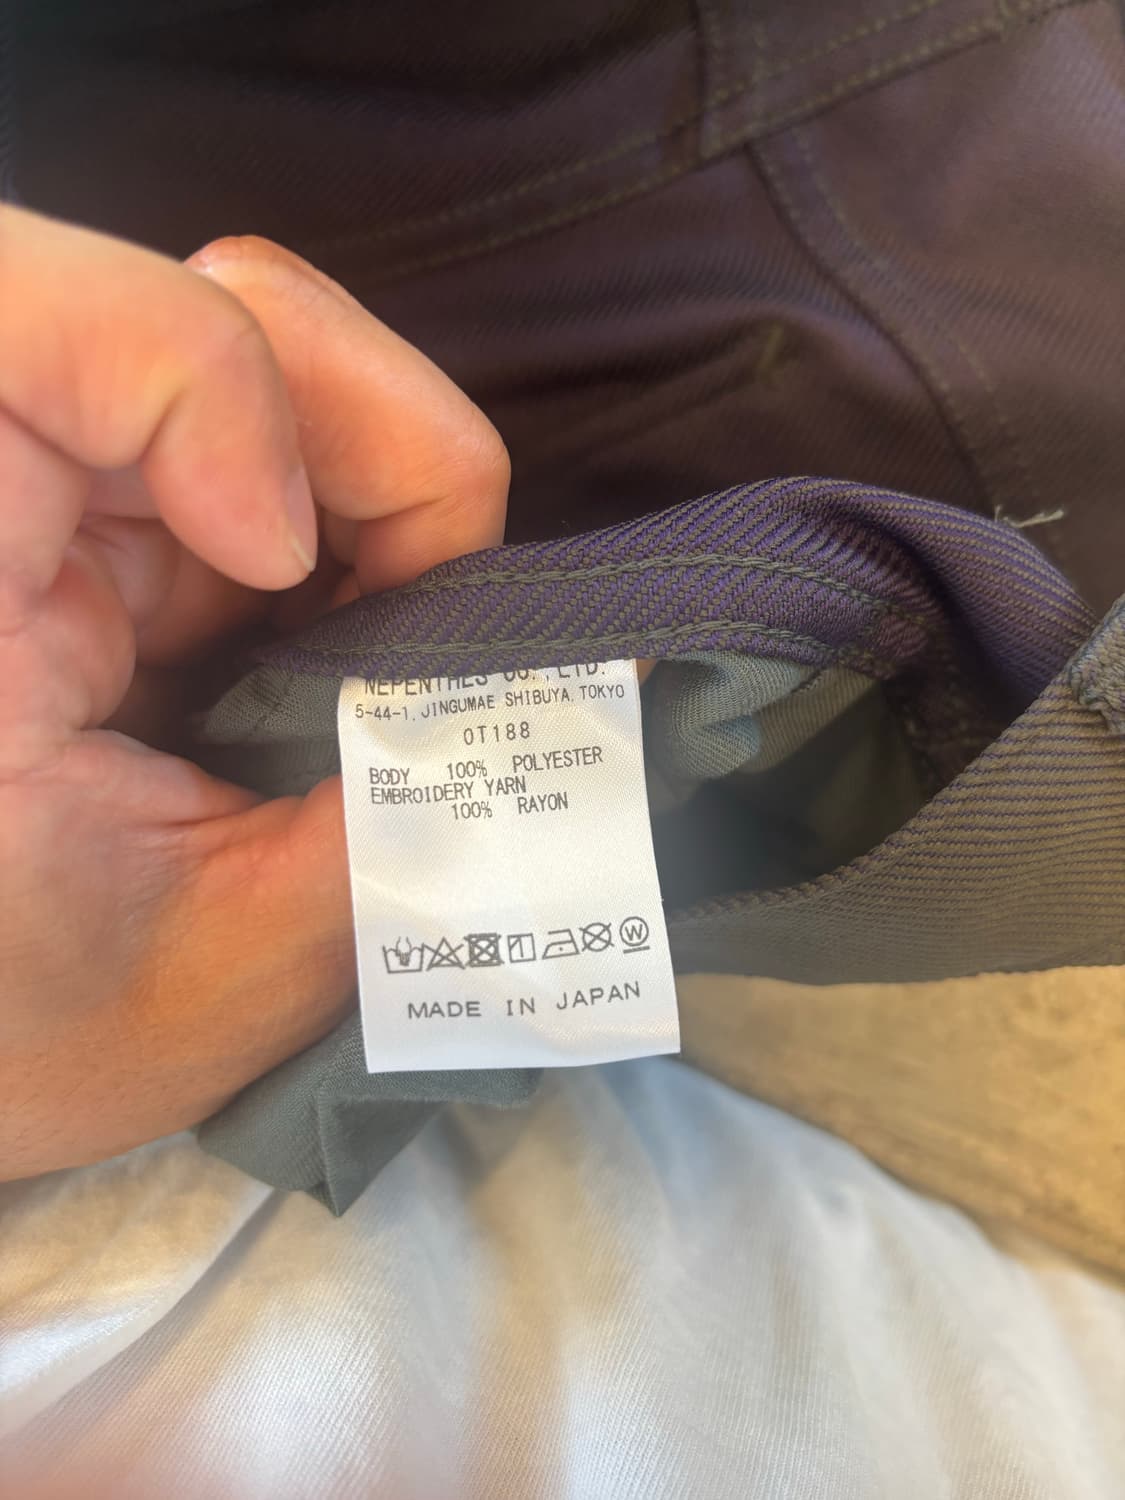 NEPENTHES CO., LTD.
5-44-1, JINGUMAE SHIBUYA, TOKYO
OT188
BODY 100% POLYESTER
EMBROIDERY YARN
100% RAYON
W
MADE IN JAPAN